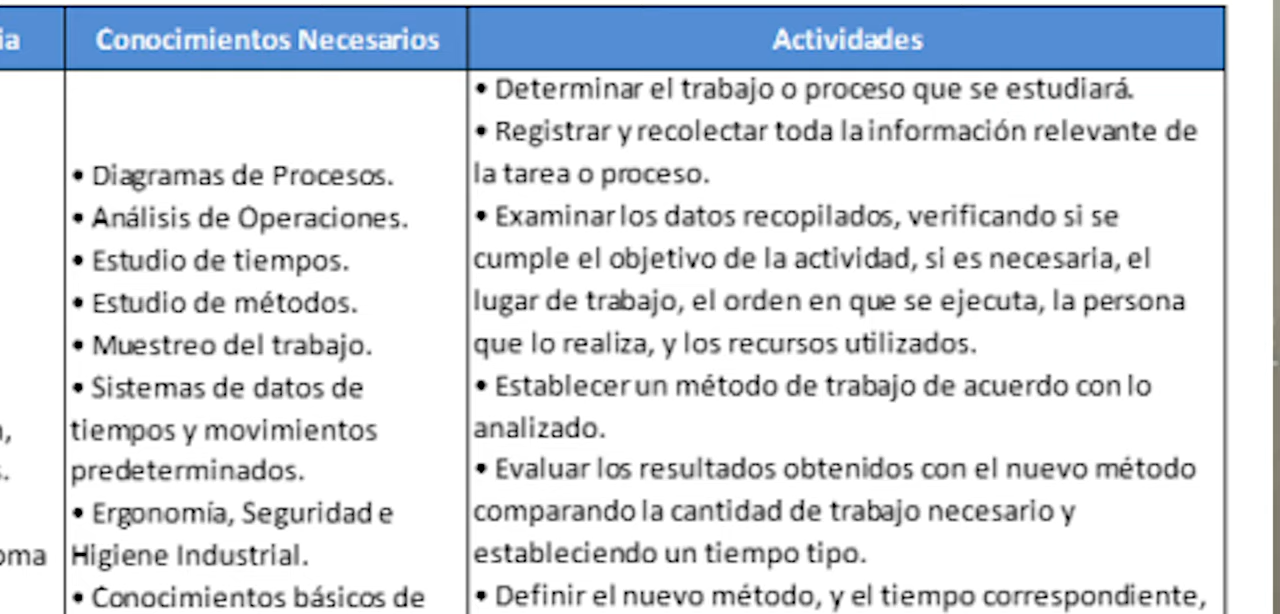 ia
Conocimientos Necesarios
Actividades
,
s.
oma
• Diagramas de Procesos.
• Análisis de Operaciones.
• Estudio de tiempos.
• Estudio de métodos.
• Muestreo del trabajo.
• Sistemas de datos de
tiempos y movimientos
predeterminados.
• Ergonomía, Seguridad e
Higiene Industrial.
• Conocimientos básicos de
• Determinar el trabajo o proceso que se estudiará.
• Registrar y recolectar toda la información relevante de
la tarea o proceso.
• Examinar los datos recopilados, verificando si se
cumple el objetivo de la actividad, si es necesaria, el
lugar de trabajo, el orden en que se ejecuta, la persona
que lo realiza, y los recursos utilizados.
• Establecer un método de trabajo de acuerdo con lo
analizado.
• Evaluar los resultados obtenidos con el nuevo método
comparando la cantidad de trabajo necesario y
estableciendo un tiempo tipo.
• Definir el nuevo método, y el tiempo correspondiente,